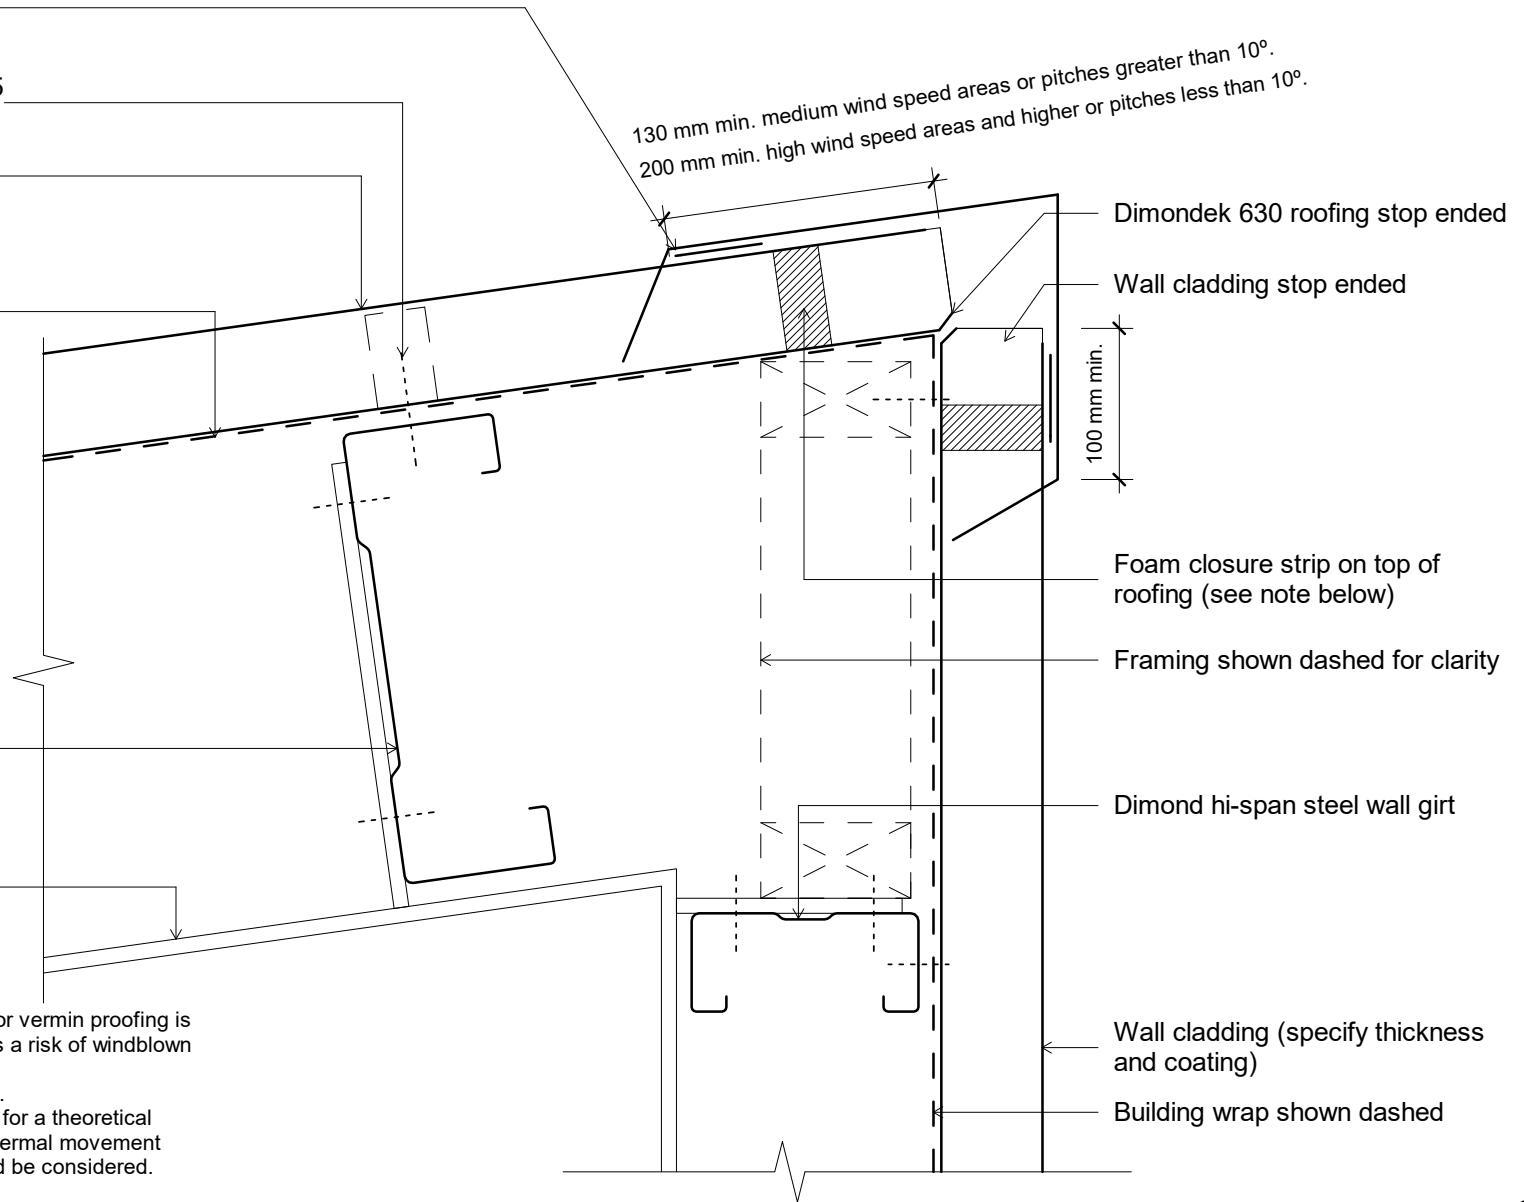 130 mm min. medium wind speed areas or pitches greater than 10º.
200 mm min. high wind speed areas and higher or pitches less than 10º.
5
Dimondek 630 roofing stop ended
Wall cladding stop ended
100 mm min.
Foam closure strip on top of
roofing (see note below)
Framing shown dashed for clarity
Dimond hi-span steel wall girt
Wall cladding (specify thickness
and coating)
Building wrap shown dashed
or vermin proofing is
s a risk of windblown
.
for a theoretical
ermal movement
d be considered.